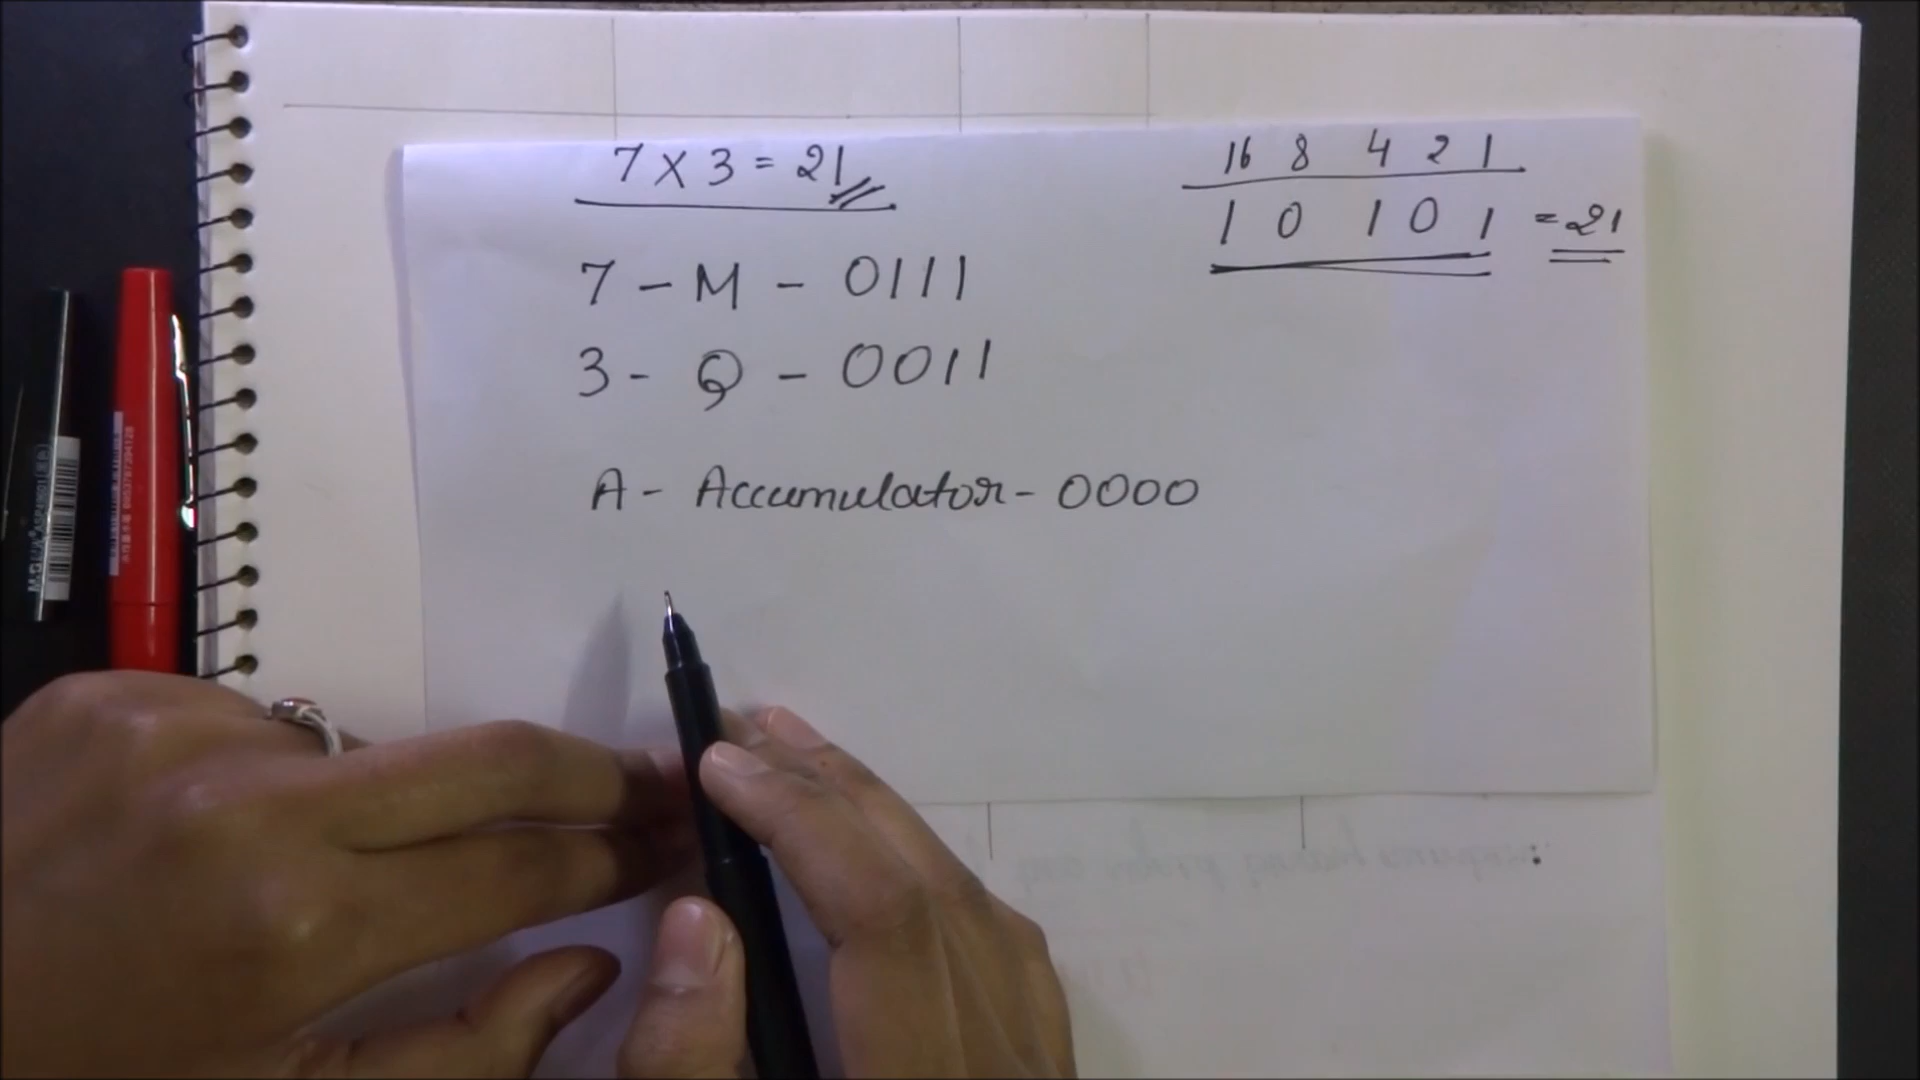 7 X 3 = 21
16 8 4 2 1
1 0 1 0 1 = 21
7 - M - 0111
3 - Q - 0011
A - Accumulator - 0000